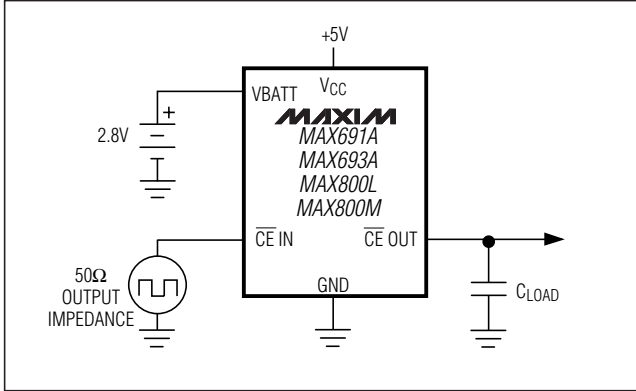 +5V
VCC
VBATT
+
2.8V
MAXIM
MAX691A
MAX693A
MAX800L
MAX800M
CE IN
CE OUT
50Ω
OUTPUT
IMPEDANCE
GND
CLOAD